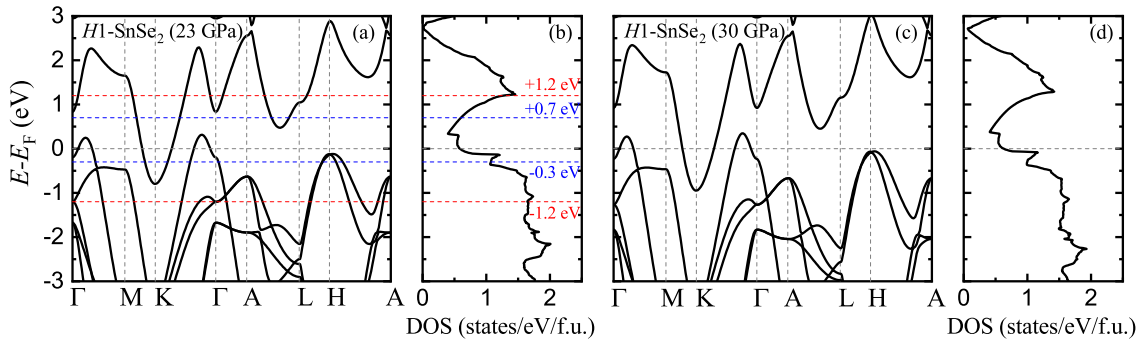 H1-SnSe2 (23 GPa) (a)
(b)
H1-SnSe2 (30 GPa) (c)
(d)
3
2
1
0
-1
-2
-3
E-EF (eV)
+1.2 eV
+0.7 eV
-0.3 eV
-1.2 eV
Γ M K Γ A L H A
0 1 2
DOS (states/eV/f.u.)
Γ M K Γ A L H A
0 1 2
DOS (states/eV/f.u.)